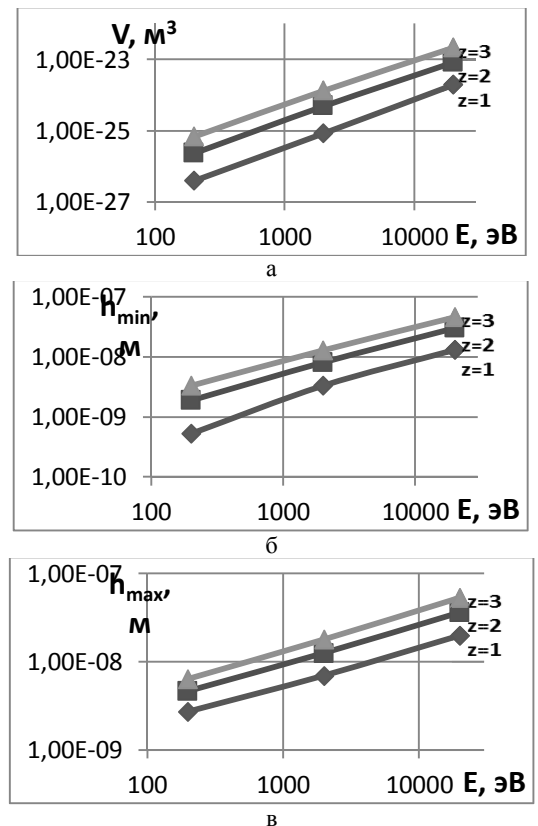 V, м³
1,00E-23
1,00E-25
1,00E-27
z=3
z=2
z=1
100 1000 10000 E, эВ
а
1,00E-07
h min,
м
1,00E-08
1,00E-09
1,00E-10
z=3
z=2
z=1
100 1000 10000 E, эВ
б
1,00E-07
h max,
м
1,00E-08
1,00E-09
z=3
z=2
z=1
100 1000 10000 E, эВ
в